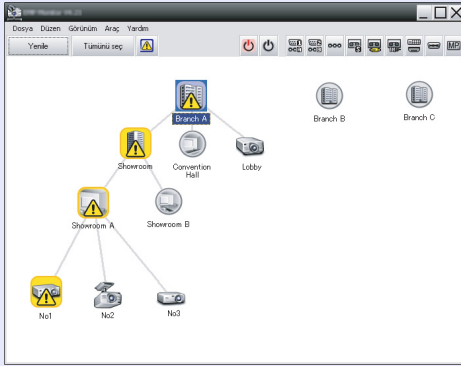 Dosya Düzen Görünüm Araç Yardım
Yenile Tümünü seç MP
Branch A
Branch B
Branch C
Showroom
Convention
Hall
Lobby
Showroom A
Showroom B
No1
No2
No3